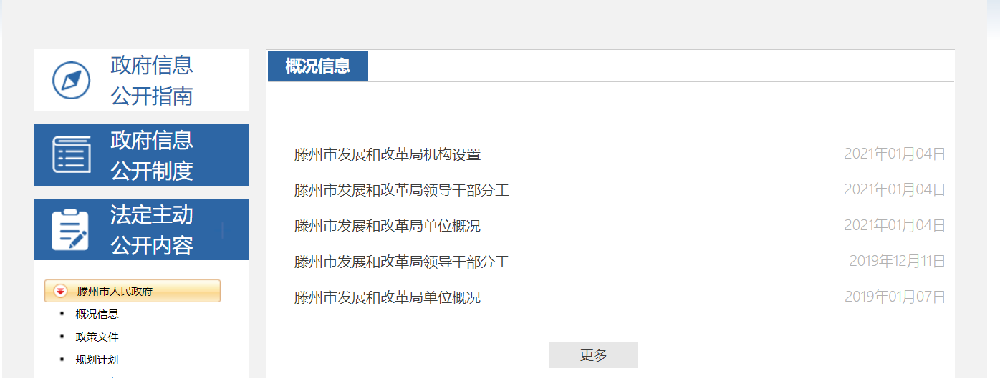 政府信息
公开指南
政府信息
公开制度
法定主动
公开内容
滕州市人民政府
概况信息
政策文件
规划计划
概况信息
滕州市发展和改革局机构设置 2021年01月04日
滕州市发展和改革局领导干部分工 2021年01月04日
滕州市发展和改革局单位概况 2021年01月04日
滕州市发展和改革局领导干部分工 2019年12月11日
滕州市发展和改革局单位概况 2019年01月07日
更多